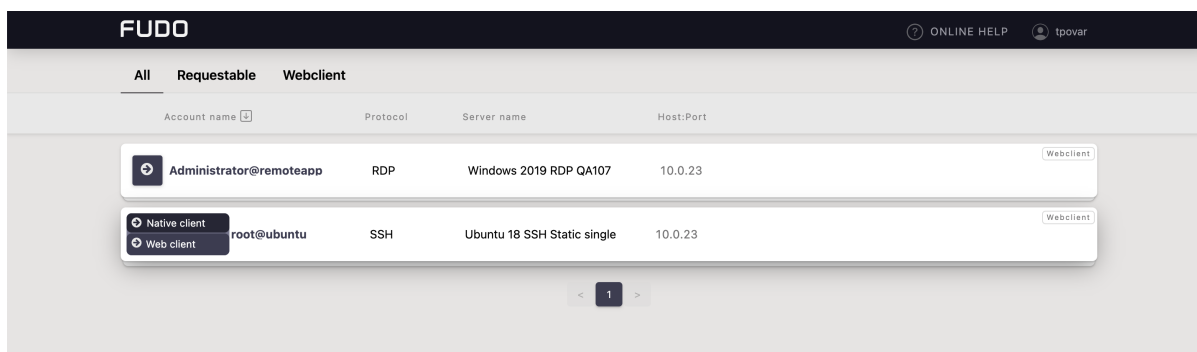 FUDO
? ONLINE HELP tpovar
All Requestable Webclient
Account name Protocol Server name Host:Port
Administrator@remoteapp RDP Windows 2019 RDP QA107 10.0.23 Webclient
Native client
Web client
root@ubuntu SSH Ubuntu 18 SSH Static single 10.0.23 Webclient
< 1 >